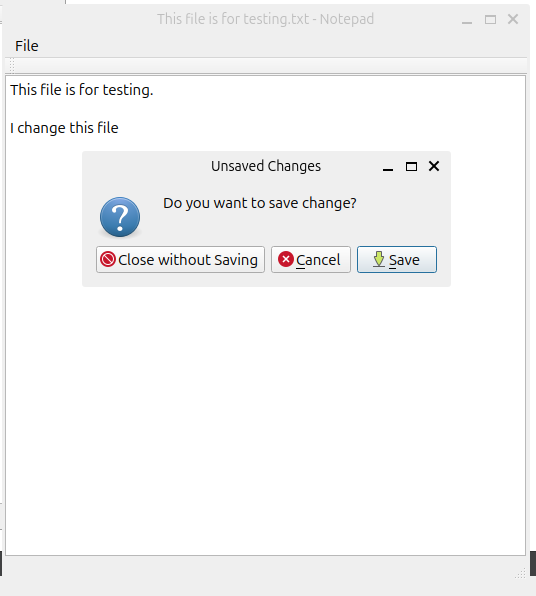 This file is for testing.txt - Notepad
File
This file is for testing.
I change this file
Unsaved Changes
Do you want to save change?
Close without Saving
Cancel
Save